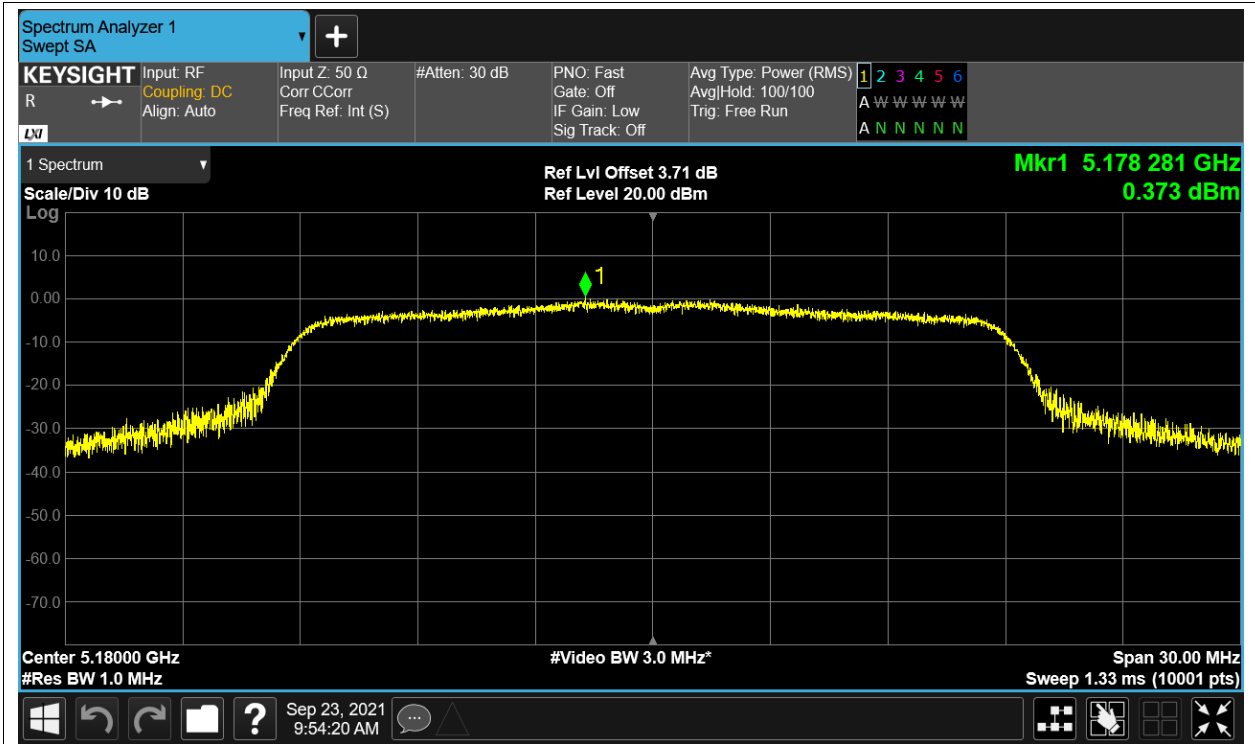 Spectrum Analyzer 1
Swept SA
+
KEYSIGHT
R
LXI
Input: RF
Coupling: DC
Align: Auto
Input Z: 50 Ω
Corr CCorr
Freq Ref: Int (S)
#Atten: 30 dB
PNO: Fast
Gate: Off
IF Gain: Low
Sig Track: Off
Avg Type: Power (RMS)
Avg|Hold: 100/100
Trig: Free Run
1 2 3 4 5 6
A W W W W W
A N N N N N
1 Spectrum
Scale/Div 10 dB
Log
Ref Lvl Offset 3.71 dB
Ref Level 20.00 dBm
Mkr1 5.178 281 GHz
0.373 dBm
1
10.0
0.00
-10.0
-20.0
-30.0
-40.0
-50.0
-60.0
-70.0
Center 5.18000 GHz
#Res BW 1.0 MHz
#Video BW 3.0 MHz*
Span 30.00 MHz
Sweep 1.33 ms (10001 pts)
?
Sep 23, 2021
9:54:20 AM